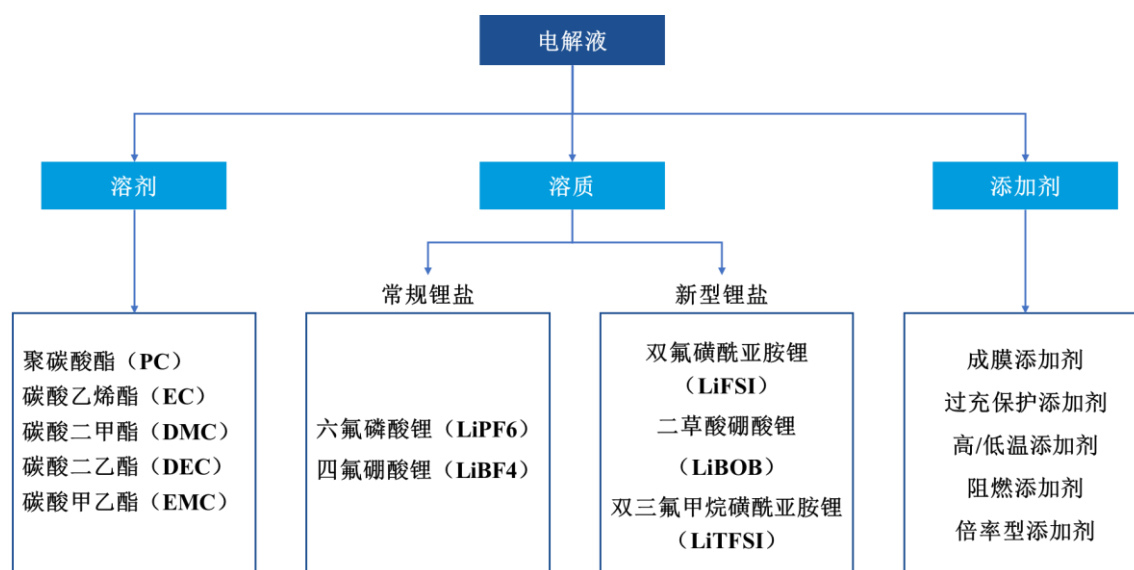 电解液
溶剂
溶质
添加剂
常规锂盐
新型锂盐
聚碳酸酯（PC）
碳酸乙烯酯（EC）
碳酸二甲酯（DMC）
碳酸二乙酯（DEC）
碳酸甲乙酯（EMC）
六氟磷酸锂（LiPF6）
四氟硼酸锂（LiBF4）
双氟磺酰亚胺锂
（LiFSI）
二草酸硼酸锂
（LiBOB）
双三氟甲烷磺酰亚胺锂
（LiTFSI）
成膜添加剂
过充保护添加剂
高/低温添加剂
阻燃添加剂
倍率型添加剂